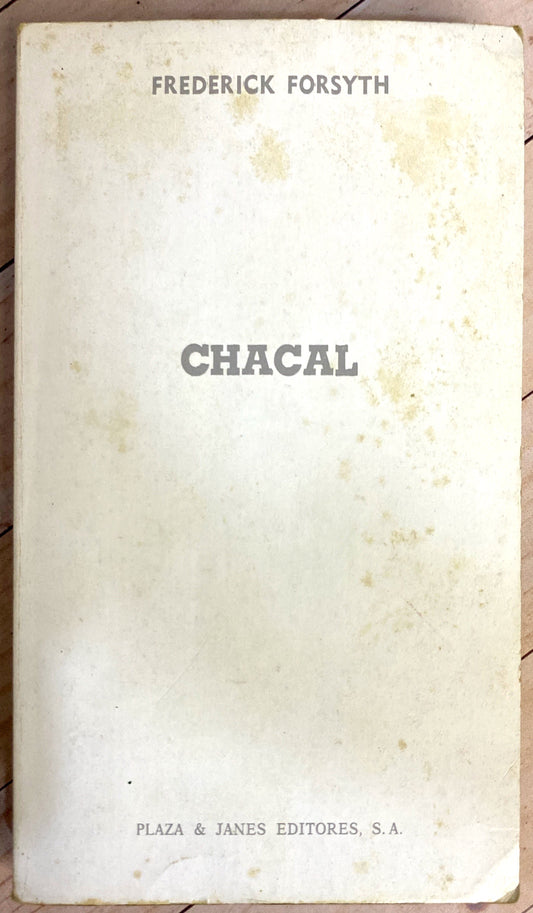 FREDERICK FORSYTH
CHACAL
PLAZA & JANES EDITORES, S. A.